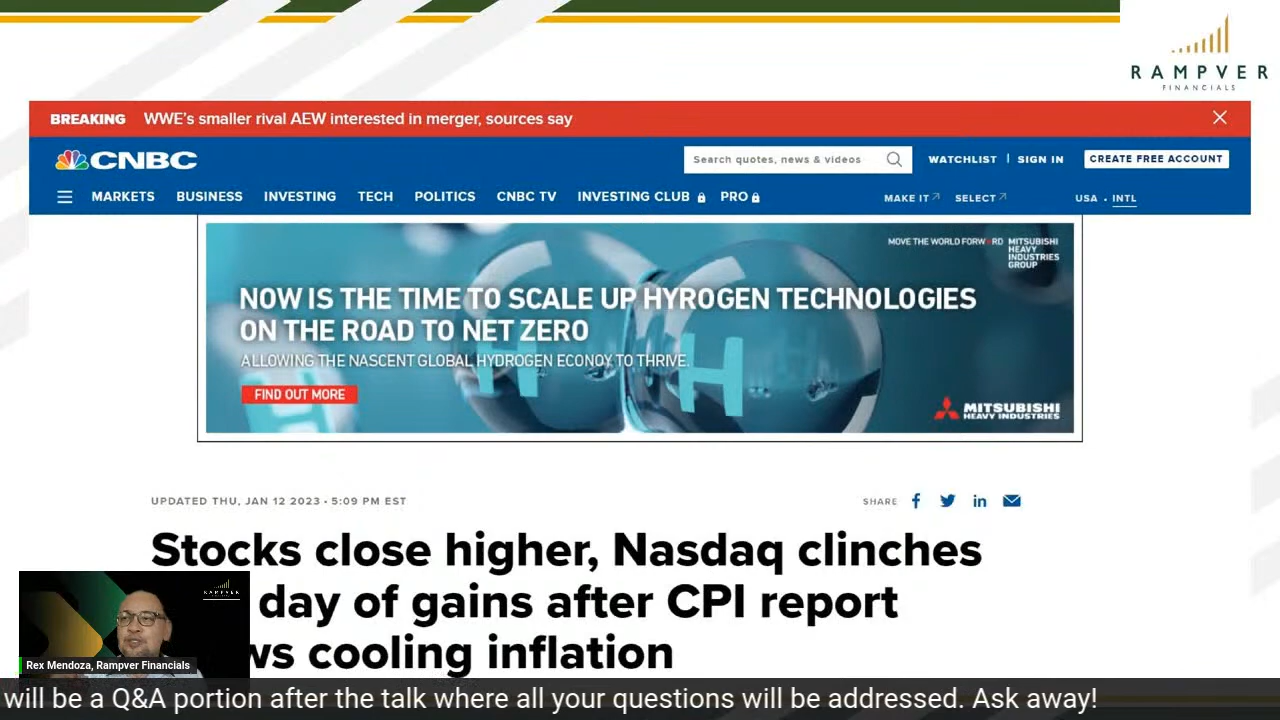 RAMPVER
FINANCIALS
BREAKING WWE's smaller rival AEW interested in merger, sources say
CNBC
Search quotes, news & videos
WATCHLIST | SIGN IN
CREATE FREE ACCOUNT
MARKETS BUSINESS INVESTING TECH POLITICS CNBC TV INVESTING CLUB PRO
MAKE IT SELECT USA • INTL
MOVE THE WORLD FORWARD
MITSUBISHI
HEAVY
INDUSTRIES
GROUP
NOW IS THE TIME TO SCALE UP HYROGEN TECHNOLOGIES
ON THE ROAD TO NET ZERO
ALLOWING THE NASCENT GLOBAL HYDROGEN ECONOY TO THRIVE.
FIND OUT MORE
MITSUBISHI
HEAVY INDUSTRIES
UPDATED THU, JAN 12 2023 • 5:09 PM EST
SHARE
Stocks close higher, Nasdaq clinches
day of gains after CPI report
ws cooling inflation
RAMPVER
Rex Mendoza, Rampver Financials
will be a Q&A portion after the talk where all your questions will be addressed. Ask away!